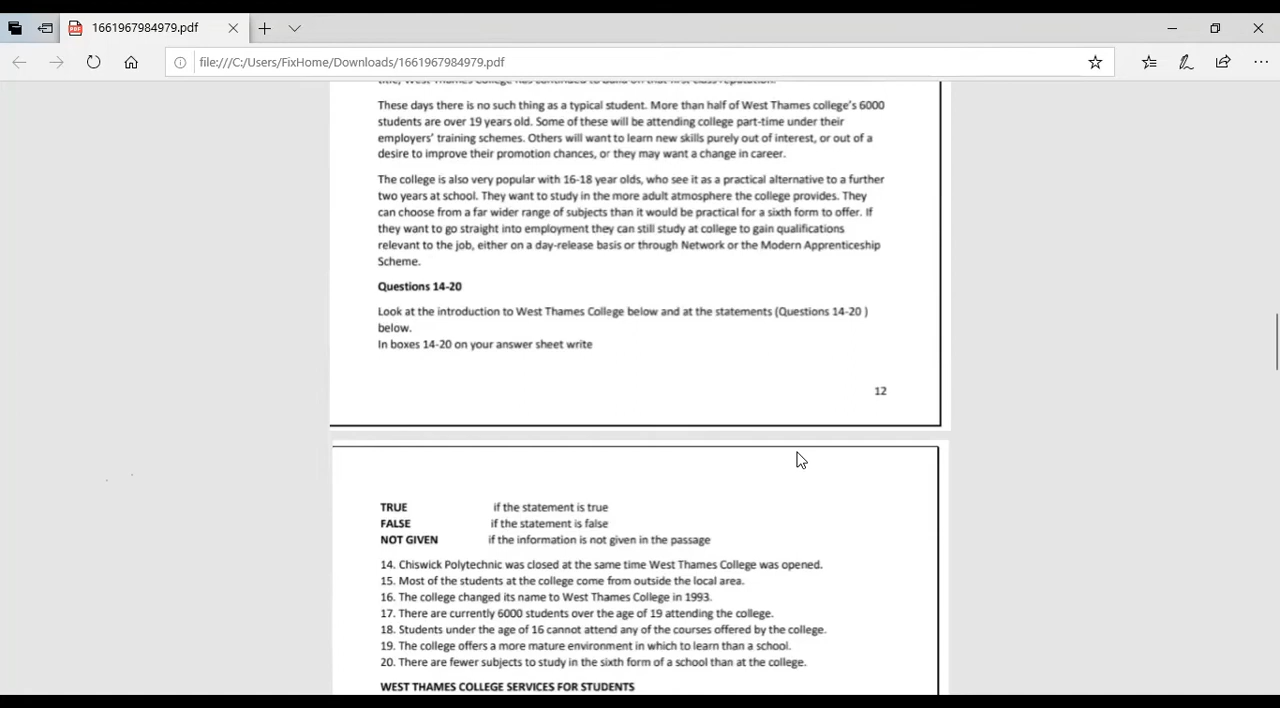 1661967984979.pdf
file:///C:/Users/FixHome/Downloads/1661967984979.pdf
title, West Thames College has continued to build on that first-class reputation.
These days there is no such thing as a typical student. More than half of West Thames college's 6000
students are over 19 years old. Some of these will be attending college part-time under their
employers' training schemes. Others will want to learn new skills purely out of interest, or out of a
desire to improve their promotion chances, or they may want a change in career.
The college is also very popular with 16-18 year olds, who see it as a practical alternative to a further
two years at school. They want to study in the more adult atmosphere the college provides. They
can choose from a far wider range of subjects than it would be practical for a sixth form to offer. If
they want to go straight into employment they can still study at college to gain qualifications
relevant to the job, either on a day-release basis or through Network or the Modern Apprenticeship
Scheme.
Questions 14-20
Look at the introduction to West Thames College below and at the statements (Questions 14-20 )
below.
In boxes 14-20 on your answer sheet write
12
TRUE if the statement is true
FALSE if the statement is false
NOT GIVEN if the information is not given in the passage
14. Chiswick Polytechnic was closed at the same time West Thames College was opened.
15. Most of the students at the college come from outside the local area.
16. The college changed its name to West Thames College in 1993.
17. There are currently 6000 students over the age of 19 attending the college.
18. Students under the age of 16 cannot attend any of the courses offered by the college.
19. The college offers a more mature environment in which to learn than a school.
20. There are fewer subjects to study in the sixth form of a school than at the college.
WEST THAMES COLLEGE SERVICES FOR STUDENTS